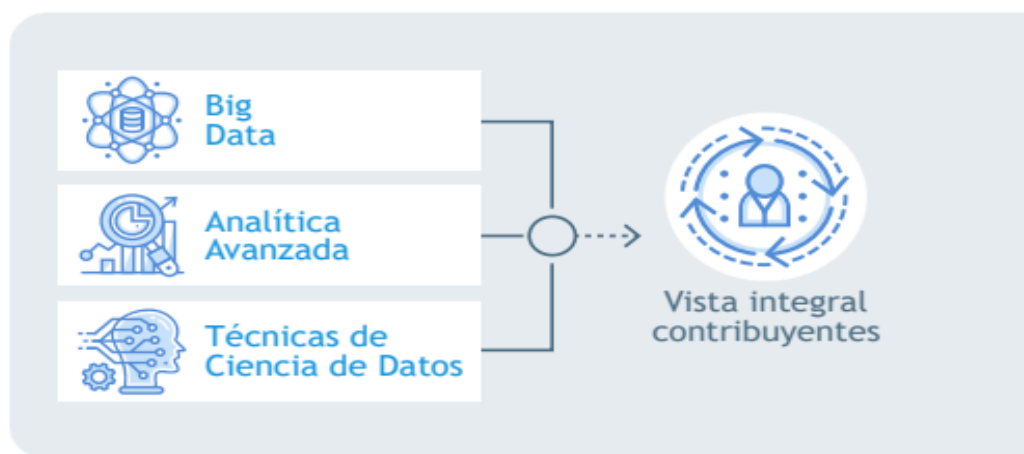 Big
Data
Analítica
Avanzada
Técnicas de
Ciencia de Datos
Vista integral
contribuyentes